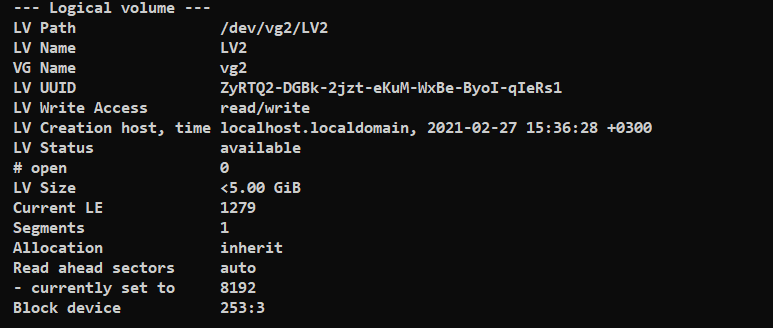 --- Logical volume ---
LV Path                /dev/vg2/LV2
LV Name                LV2
VG Name                vg2
LV UUID                ZyRTQ2-DGBk-2jzt-eKuM-WxBe-ByoI-qIeRs1
LV Write Access        read/write
LV Creation host, time localhost.localdomain, 2021-02-27 15:36:28 +0300
LV Status              available
# open                 0
LV Size                <5.00 GiB
Current LE             1279
Segments               1
Allocation             inherit
Read ahead sectors     auto
- currently set to     8192
Block device           253:3